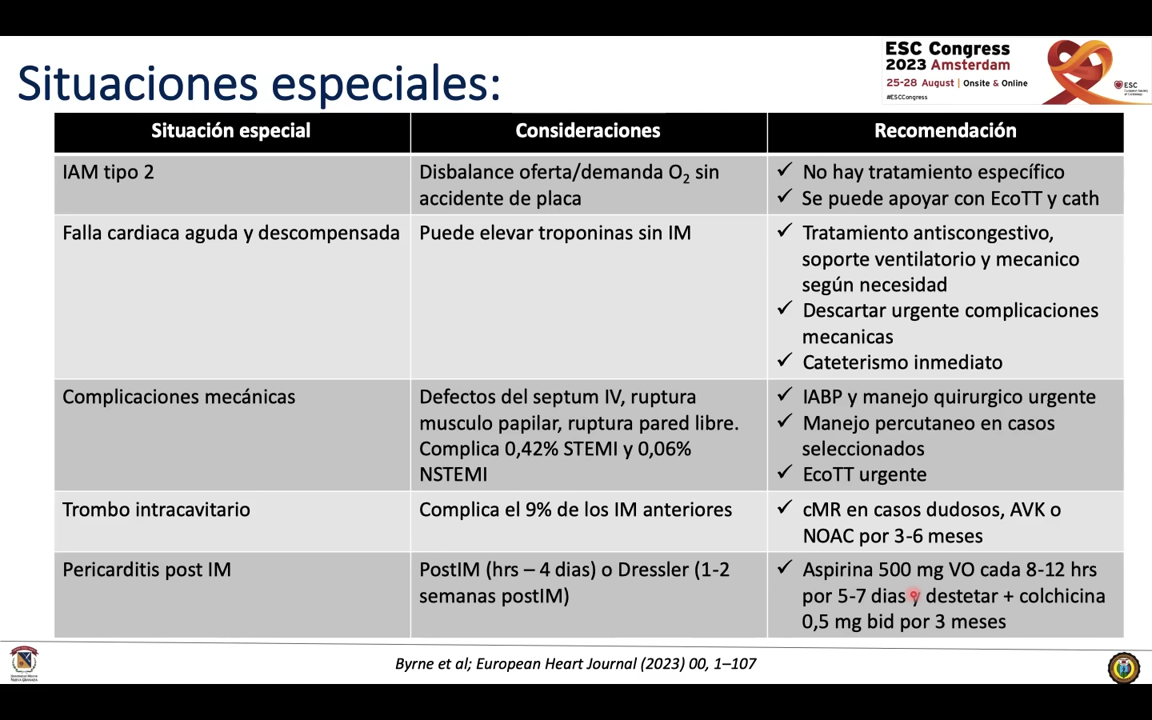 ESC Congress
2023 Amsterdam
25-28 August | Onsite & Online
#ESCCongress
ESC
Situaciones especiales:
Situación especial
Consideraciones
Recomendación
IAM tipo 2
Disbalance oferta/demanda O2 sin
accidente de placa
✓ No hay tratamiento específico
✓ Se puede apoyar con EcoTT y cath
Falla cardiaca aguda y descompensada
Puede elevar troponinas sin IM
✓ Tratamiento antiscongestivo,
soporte ventilatorio y mecanico
según necesidad
✓ Descartar urgente complicaciones
mecanicas
✓ Cateterismo inmediato
Complicaciones mecánicas
Defectos del septum IV, ruptura
musculo papilar, ruptura pared libre.
Complica 0,42% STEMI y 0,06%
NSTEMI
✓ IABP y manejo quirurgico urgente
✓ Manejo percutaneo en casos
seleccionados
✓ EcoTT urgente
Trombo intracavitario
Complica el 9% de los IM anteriores
✓ cMR en casos dudosos, AVK o
NOAC por 3-6 meses
Pericarditis post IM
PostIM (hrs – 4 dias) o Dressler (1-2
semanas postIM)
✓ Aspirina 500 mg VO cada 8-12 hrs
por 5-7 dias y destetar + colchicina
0,5 mg bid por 3 meses
Byrne et al; European Heart Journal (2023) 00, 1–107